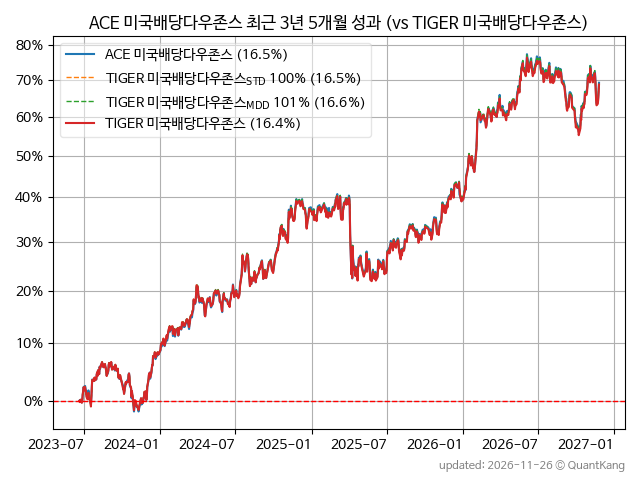 ACE 미국배당다우존스 최근 3년 5개월 성과 (vs TIGER 미국배당다우존스)
80%
70%
60%
50%
40%
30%
20%
10%
0%
ACE 미국배당다우존스 (16.5%)
TIGER 미국배당다우존스STD 100% (16.5%)
TIGER 미국배당다우존스MDD 101% (16.6%)
TIGER 미국배당다우존스 (16.4%)
2023-07 2024-01 2024-07 2025-01 2025-07 2026-01 2026-07 2027-01
updated: 2026-11-26 © QuantKang